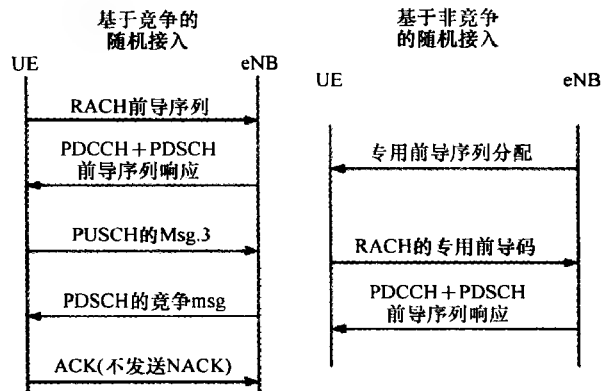 基于竞争的
随机接入
UE
eNB
RACH前导序列
PDCCH+PDSCH
前导序列响应
PUSCH的Msg.3
PDSCH的竞争msg
ACK(不发送NACK)
基于非竞争
的随机接入
UE
eNB
专用前导序列分配
RACH的专用前导码
PDCCH+PDSCH
前导序列响应